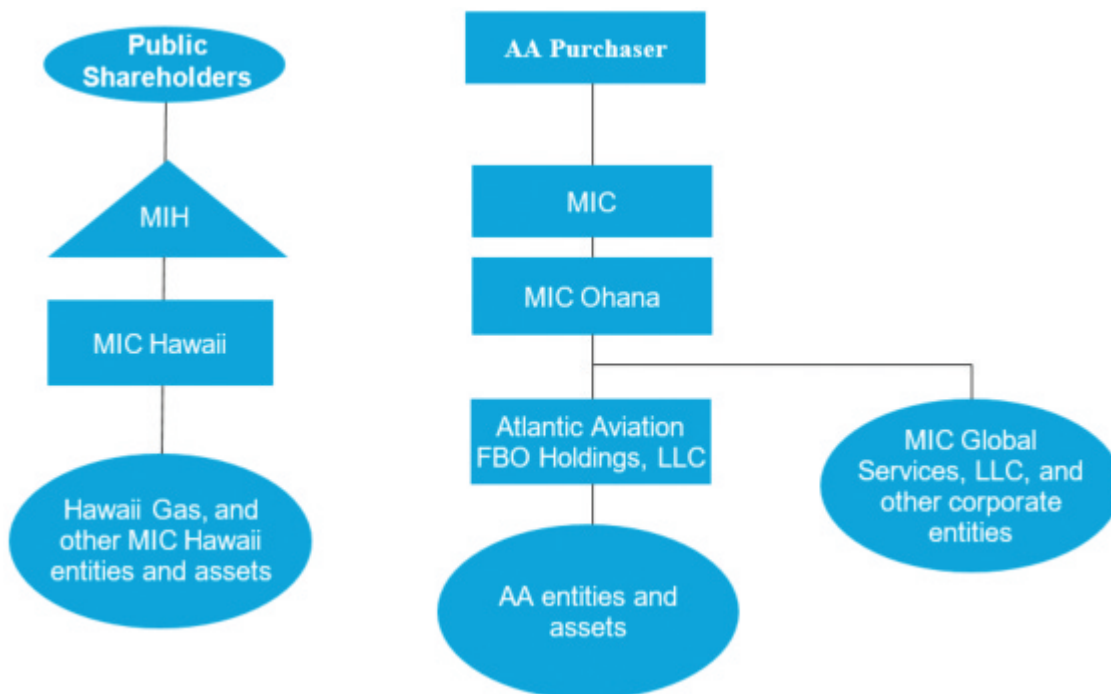 Public
Shareholders
MIH
MIC Hawaii
Hawaii Gas, and
other MIC Hawaii
entities and assets
AA Purchaser
MIC
MIC Ohana
Atlantic Aviation
FBO Holdings, LLC
AA entities and
assets
MIC Global
Services, LLC, and
other corporate
entities